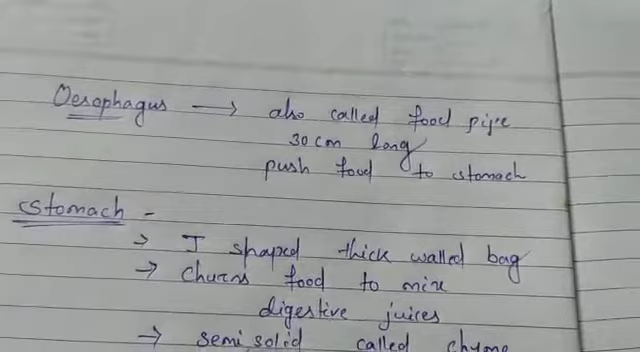 Oesophagus → also called food pipe
30 cm long
push food to stomach
Stomach -
→ J shaped thick walled bag
→ Churns food to mix
digestive juices
→ semi solid called chyme